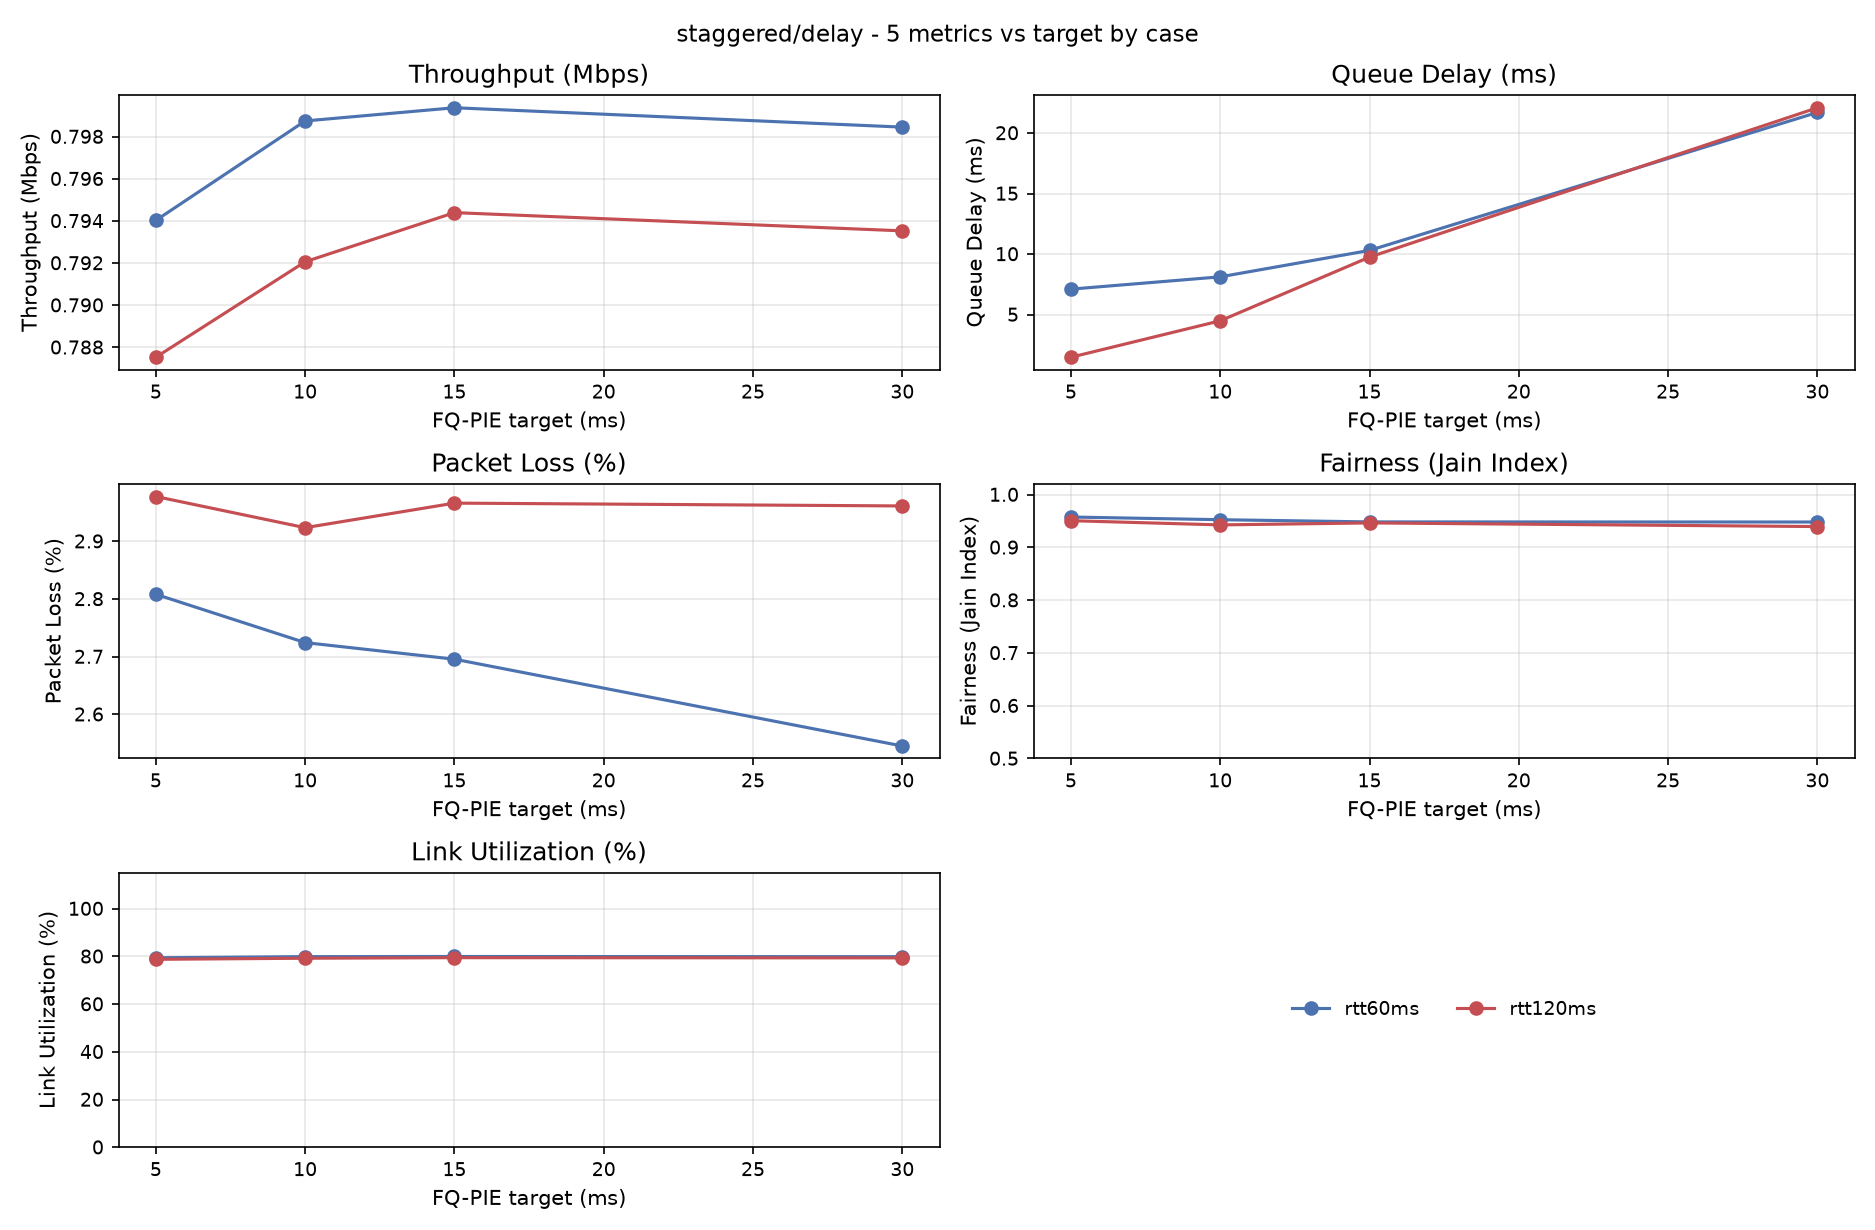 staggered/delay - 5 metrics vs target by case
Throughput (Mbps)
Throughput (Mbps)
0.798
0.796
0.794
0.792
0.790
0.788
5 10 15 20 25 30
FQ-PIE target (ms)
Queue Delay (ms)
Queue Delay (ms)
20
15
10
5
5 10 15 20 25 30
FQ-PIE target (ms)
Packet Loss (%)
Packet Loss (%)
2.9
2.8
2.7
2.6
5 10 15 20 25 30
FQ-PIE target (ms)
Fairness (Jain Index)
Fairness (Jain Index)
1.0
0.9
0.8
0.7
0.6
0.5
5 10 15 20 25 30
FQ-PIE target (ms)
Link Utilization (%)
Link Utilization (%)
100
80
60
40
20
0
5 10 15 20 25 30
FQ-PIE target (ms)
rtt60ms rtt120ms